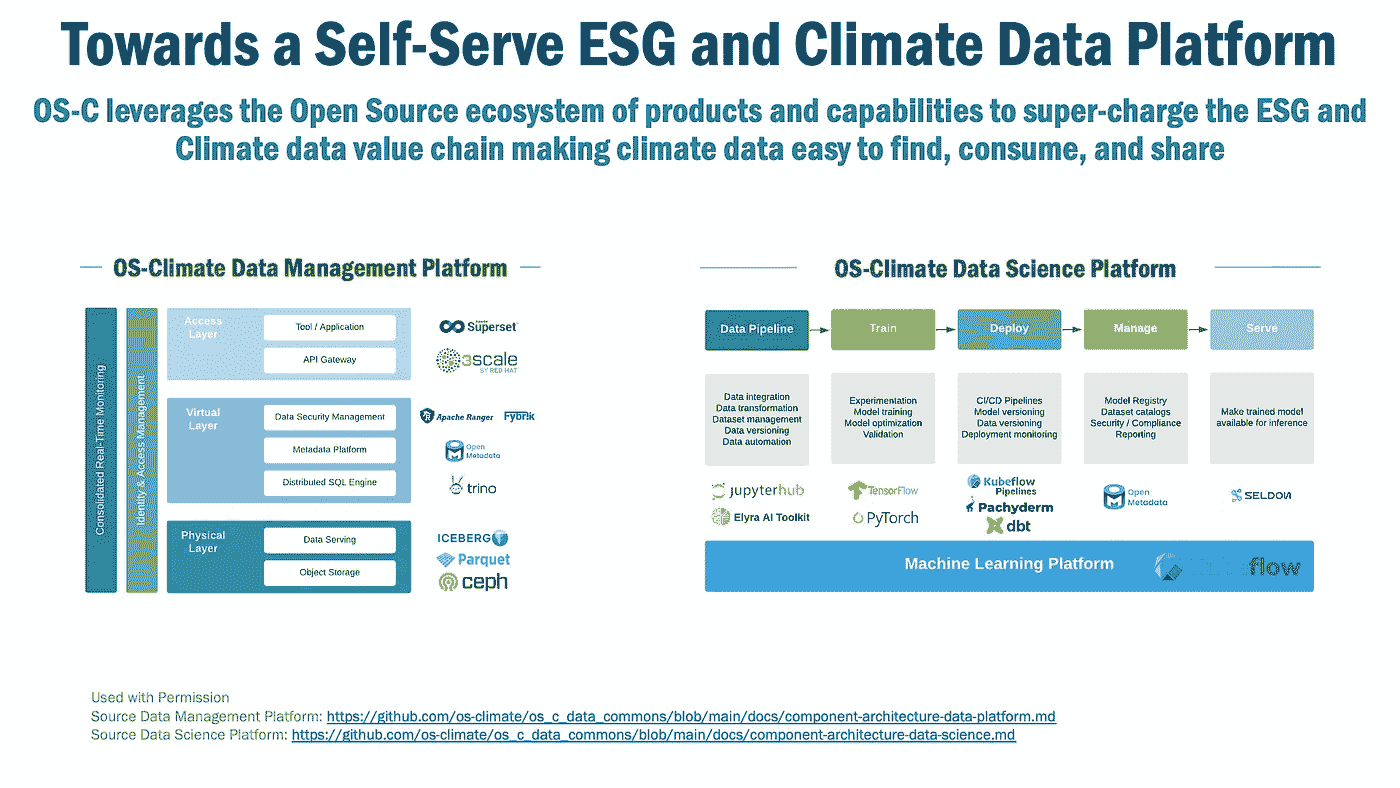 Towards a Self-Serve ESG and Climate Data Platform
OS-C leverages the Open Source ecosystem of products and capabilities to super-charge the ESG and
Climate data value chain making climate data easy to find, consume, and share
OS-Climate Data Management Platform
Consolidated Real-Time Monitoring
Identity & Access Management
Access
Layer
Tool / Application
API Gateway
Superset
3scale
BY RED HAT
Virtual
Layer
Data Security Management
Metadata Platform
Distributed SQL Engine
Apache Ranger
Fybrik
Open
Metadata
trino
Physical
Layer
Data Serving
Object Storage
ICEBERG
Parquet
ceph
OS-Climate Data Science Platform
Data Pipeline
Train
Deploy
Manage
Serve
Data integration
Data transformation
Dataset management
Data versioning
Data automation
Experimentation
Model training
Model optimization
Validation
CI/CD Pipelines
Model versioning
Data versioning
Deployment monitoring
Model Registry
Dataset catalogs
Security / Compliance
Reporting
Make trained model
available for inference
jupyterhub
Elyra AI Toolkit
TensorFlow
PyTorch
Kubeflow
Pipelines
Pachyderm
dbt
Open
Metadata
SELDON
Machine Learning Platform
flow
Used with Permission
Source Data Management Platform: https://github.com/os-climate/os_c_data_commons/blob/main/docs/component-architecture-data-platform.md
Source Data Science Platform: https://github.com/os-climate/os_c_data_commons/blob/main/docs/component-architecture-data-science.md